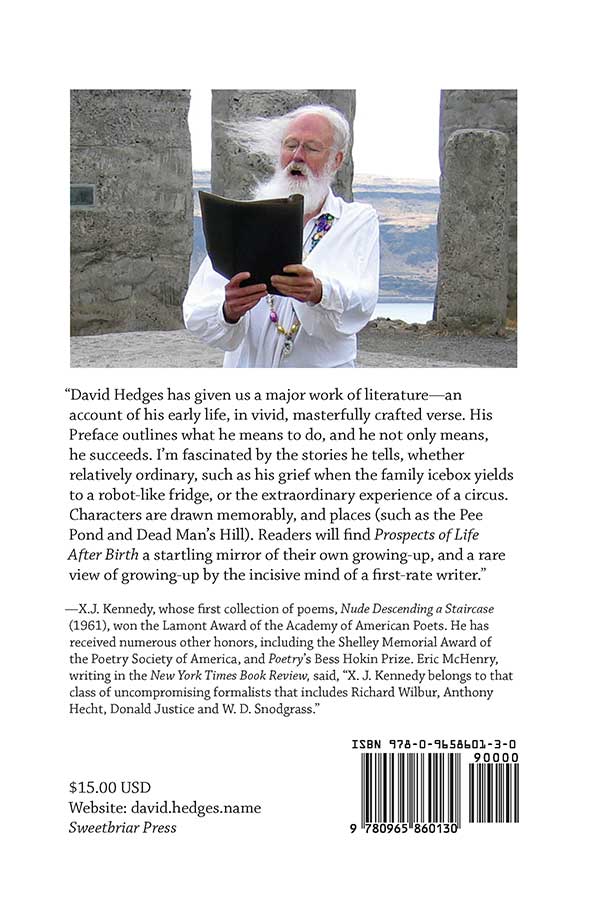 “David Hedges has given us a major work of literature—an
account of his early life, in vivid, masterfully crafted verse. His
Preface outlines what he means to do, and he not only means,
he succeeds. I’m fascinated by the stories he tells, whether
relatively ordinary, such as his grief when the family icebox yields
to a robot-like fridge, or the extraordinary experience of a circus.
Characters are drawn memorably, and places (such as the Pee
Pond and Dead Man’s Hill). Readers will find Prospects of Life
After Birth a startling mirror of their own growing-up, and a rare
view of growing-up by the incisive mind of a first-rate writer.”
—X.J. Kennedy, whose first collection of poems, Nude Descending a Staircase
(1961), won the Lamont Award of the Academy of American Poets. He has
received numerous other honors, including the Shelley Memorial Award of
the Poetry Society of America, and Poetry’s Bess Hokin Prize. Eric McHenry,
writing in the New York Times Book Review, said, “X. J. Kennedy belongs to that
class of uncompromising formalists that includes Richard Wilbur, Anthony
Hecht, Donald Justice and W. D. Snodgrass.”
$15.00 USD
Website: david.hedges.name
Sweetbriar Press
ISBN 978-0-9658601-3-0
90000
9 780965 860130